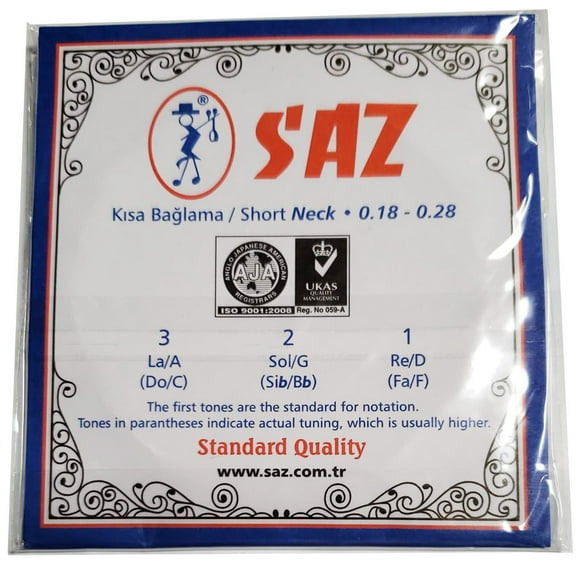 ®
SAZ
Kısa Bağlama / Short Neck • 0.18 - 0.28
ANGLO JAPANESE AMERICAN
AJA
REGISTRARS
ISO 9001:2008
UKAS
QUALITY
MANAGEMENT
Reg. No 059-A
3 2 1
La/A Sol/G Re/D
(Do/C) (Sib/Bb) (Fa/F)
The first tones are the standard for notation.
Tones in parantheses indicate actual tuning, which is usually higher.
Standard Quality
www.saz.com.tr